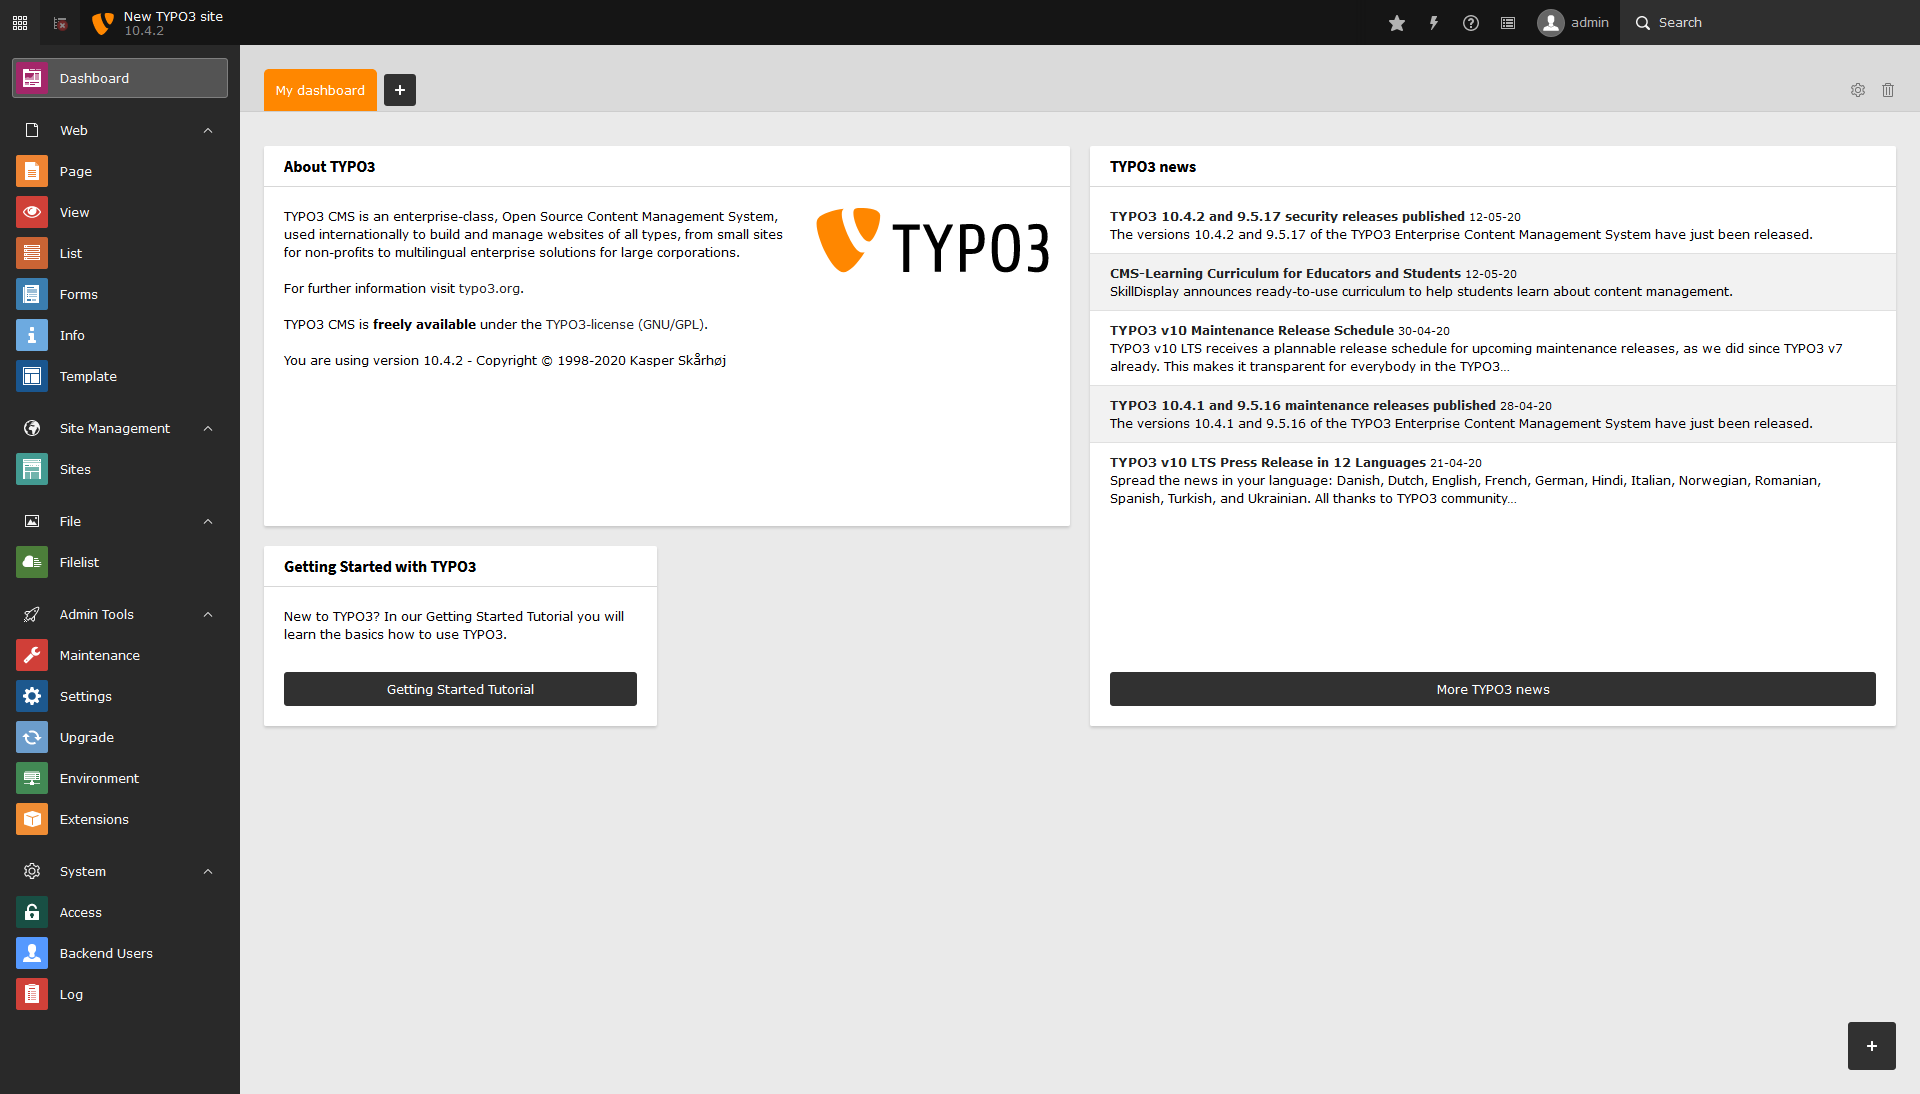 New TYPO3 site
10.4.2
admin
Search
Dashboard
Web
Page
View
List
Forms
Info
Template
Site Management
Sites
File
Filelist
Admin Tools
Maintenance
Settings
Upgrade
Environment
Extensions
System
Access
Backend Users
Log
My dashboard
+
About TYPO3
TYPO3 CMS is an enterprise-class, Open Source Content Management System,
used internationally to build and manage websites of all types, from small sites
for non-profits to multilingual enterprise solutions for large corporations.
For further information visit typo3.org.
TYPO3 CMS is freely available under the TYPO3-license (GNU/GPL).
You are using version 10.4.2 - Copyright © 1998-2020 Kasper Skårhøj
TYPO3
Getting Started with TYPO3
New to TYPO3? In our Getting Started Tutorial you will
learn the basics how to use TYPO3.
Getting Started Tutorial
TYPO3 news
TYPO3 10.4.2 and 9.5.17 security releases published 12-05-20
The versions 10.4.2 and 9.5.17 of the TYPO3 Enterprise Content Management System have just been released.
CMS-Learning Curriculum for Educators and Students 12-05-20
SkillDisplay announces ready-to-use curriculum to help students learn about content management.
TYPO3 v10 Maintenance Release Schedule 30-04-20
TYPO3 v10 LTS receives a plannable release schedule for upcoming maintenance releases, as we did since TYPO3 v7
already. This makes it transparent for everybody in the TYPO3…
TYPO3 10.4.1 and 9.5.16 maintenance releases published 28-04-20
The versions 10.4.1 and 9.5.16 of the TYPO3 Enterprise Content Management System have just been released.
TYPO3 v10 LTS Press Release in 12 Languages 21-04-20
Spread the news in your language: Danish, Dutch, English, French, German, Hindi, Italian, Norwegian, Romanian,
Spanish, Turkish, and Ukrainian. All thanks to TYPO3 community…
More TYPO3 news
+